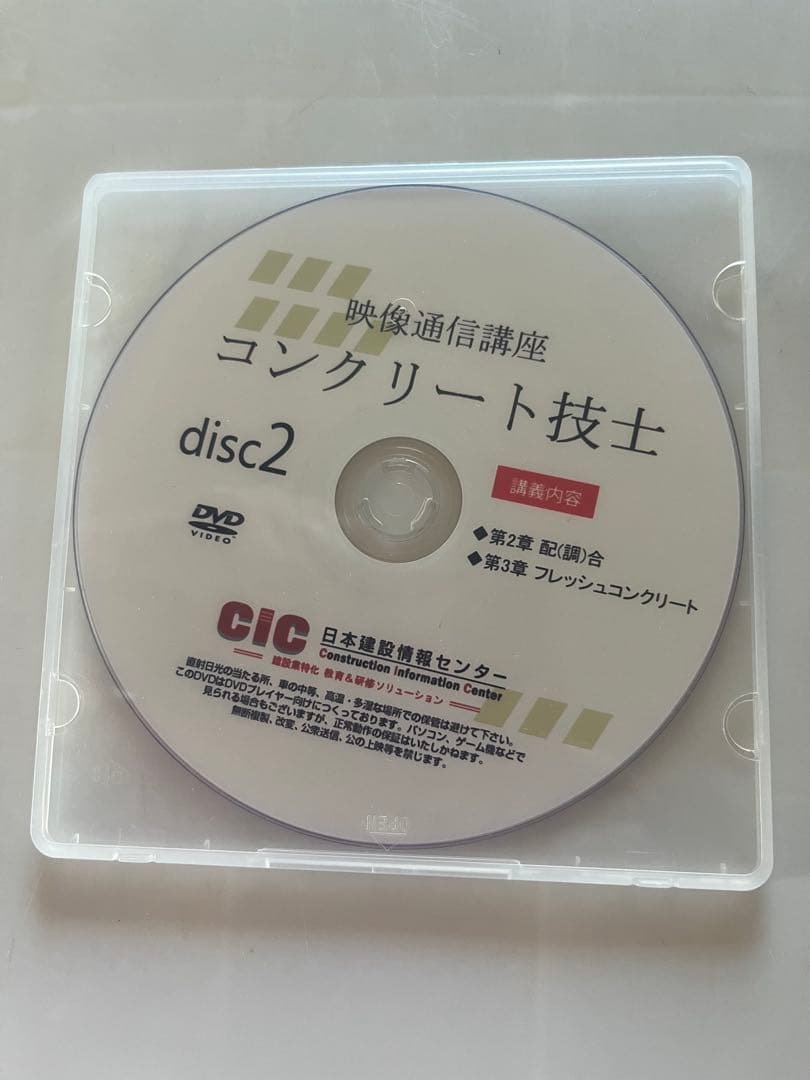 映像通信講座
コンクリート技士
disc2
講義内容
DVD
VIDEO
◆第2章 配(調)合
◆第3章 フレッシュコンクリート
CIC 日本建設情報センター
Construction Information Center
建設業特化 教育&研修ソリューション
直射日光の当たる所、車の中等、高温・多湿な場所での保管は避けて下さい。
このDVDはDVDプレイヤー向けにつくっております。パソコン、ゲーム機などで
見られる場合もございますが、正常動作の保証はいたしかねます。
無断複製、改変、公衆送信、公の上映等を禁じます。
OPEN